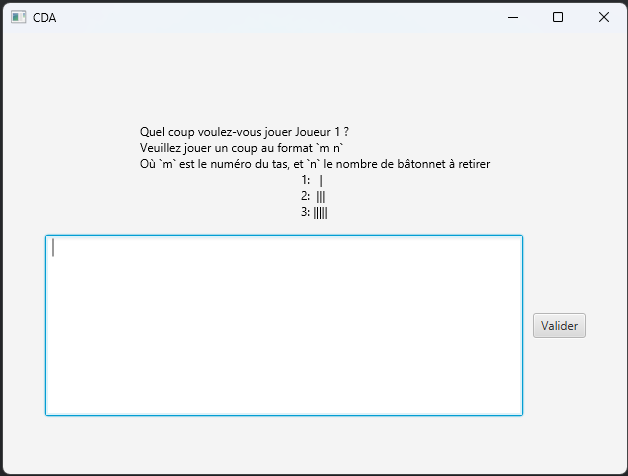 CDA
Quel coup voulez-vous jouer Joueur 1 ?
Veuillez jouer un coup au format `m n`
Où `m` est le numéro du tas, et `n` le nombre de bâtonnet à retirer
1: |
2: |||
3: |||||
Valider